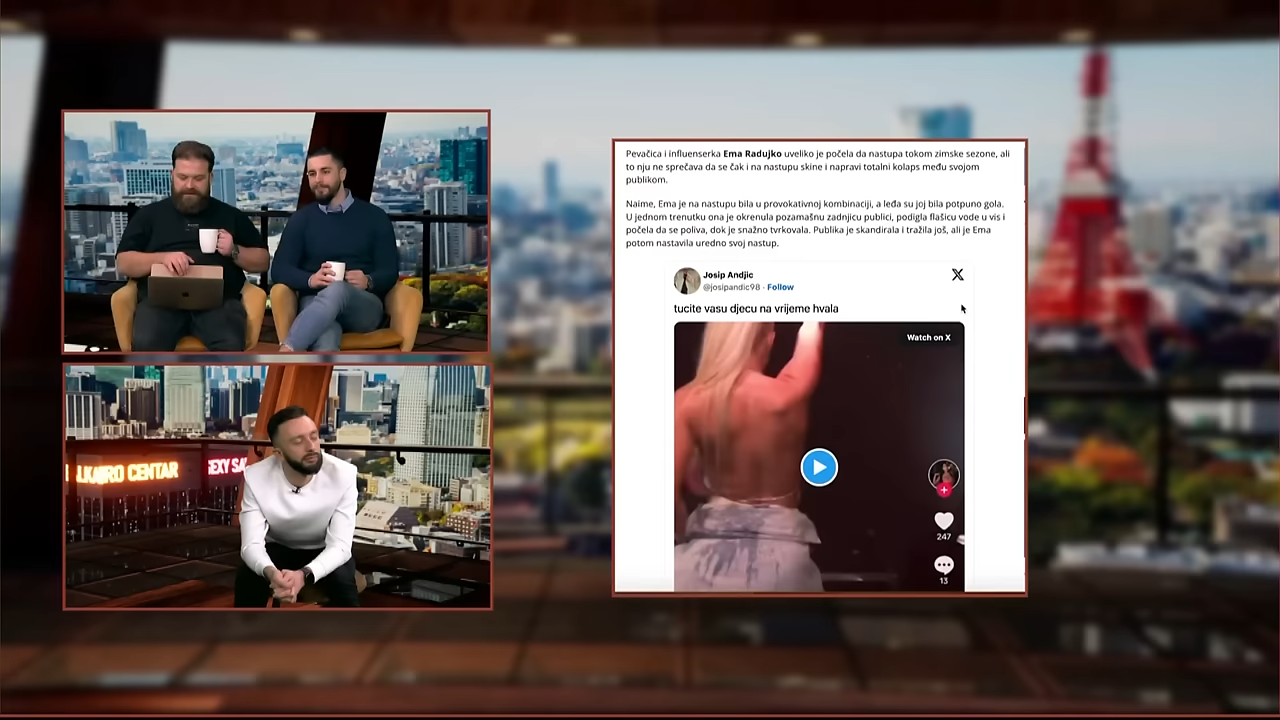 Pevačica i influenserka Ema Radujko uveliko je počela da nastupa tokom zimske sezone, ali
to nju ne sprečava da se čak i na nastupu skine i napravi totalni kolaps među svojom
publikom.
Naime, Ema je na nastupu bila u provokativnoj kombinaciji, a leđa su joj bila potpuno gola.
U jednom trenutku ona je okrenula pozamašnu zadnjicu publici, podigla flašicu vode u vis i
počela da se poliva, dok je snažno tvrkovala. Publika je skandirala i tražila još, ali je Ema
potom nastavila uredno svoj nastup.
Josip Andjic
@josipandic98 · Follow
tucite vasu djecu na vrijeme hvala
Watch on X
247
13
CENTAR
SEXY